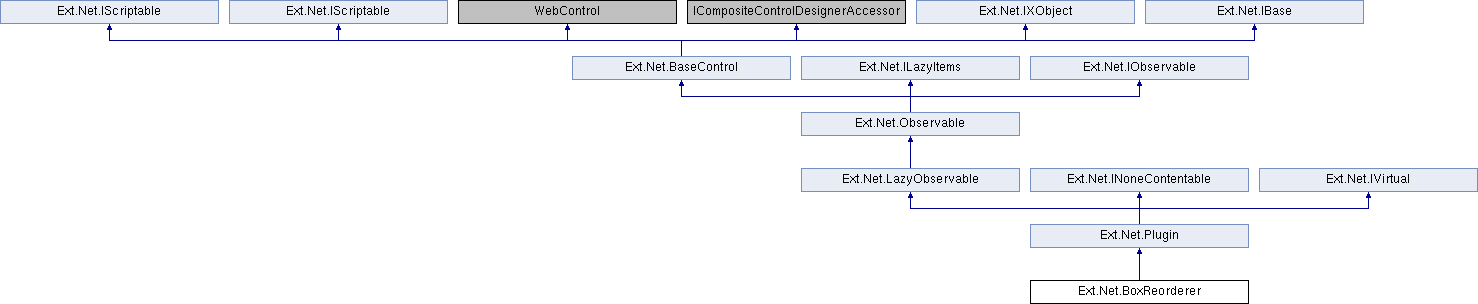 Ext.Net.IScriptable
Ext.Net.IScriptable
WebControl
ICompositeControlDesignerAccessor
Ext.Net.IXObject
Ext.Net.IBase
Ext.Net.BaseControl
Ext.Net.ILazyItems
Ext.Net.IObservable
Ext.Net.Observable
Ext.Net.LazyObservable
Ext.Net.INoneContentable
Ext.Net.IVirtual
Ext.Net.Plugin
Ext.Net.BoxReorderer